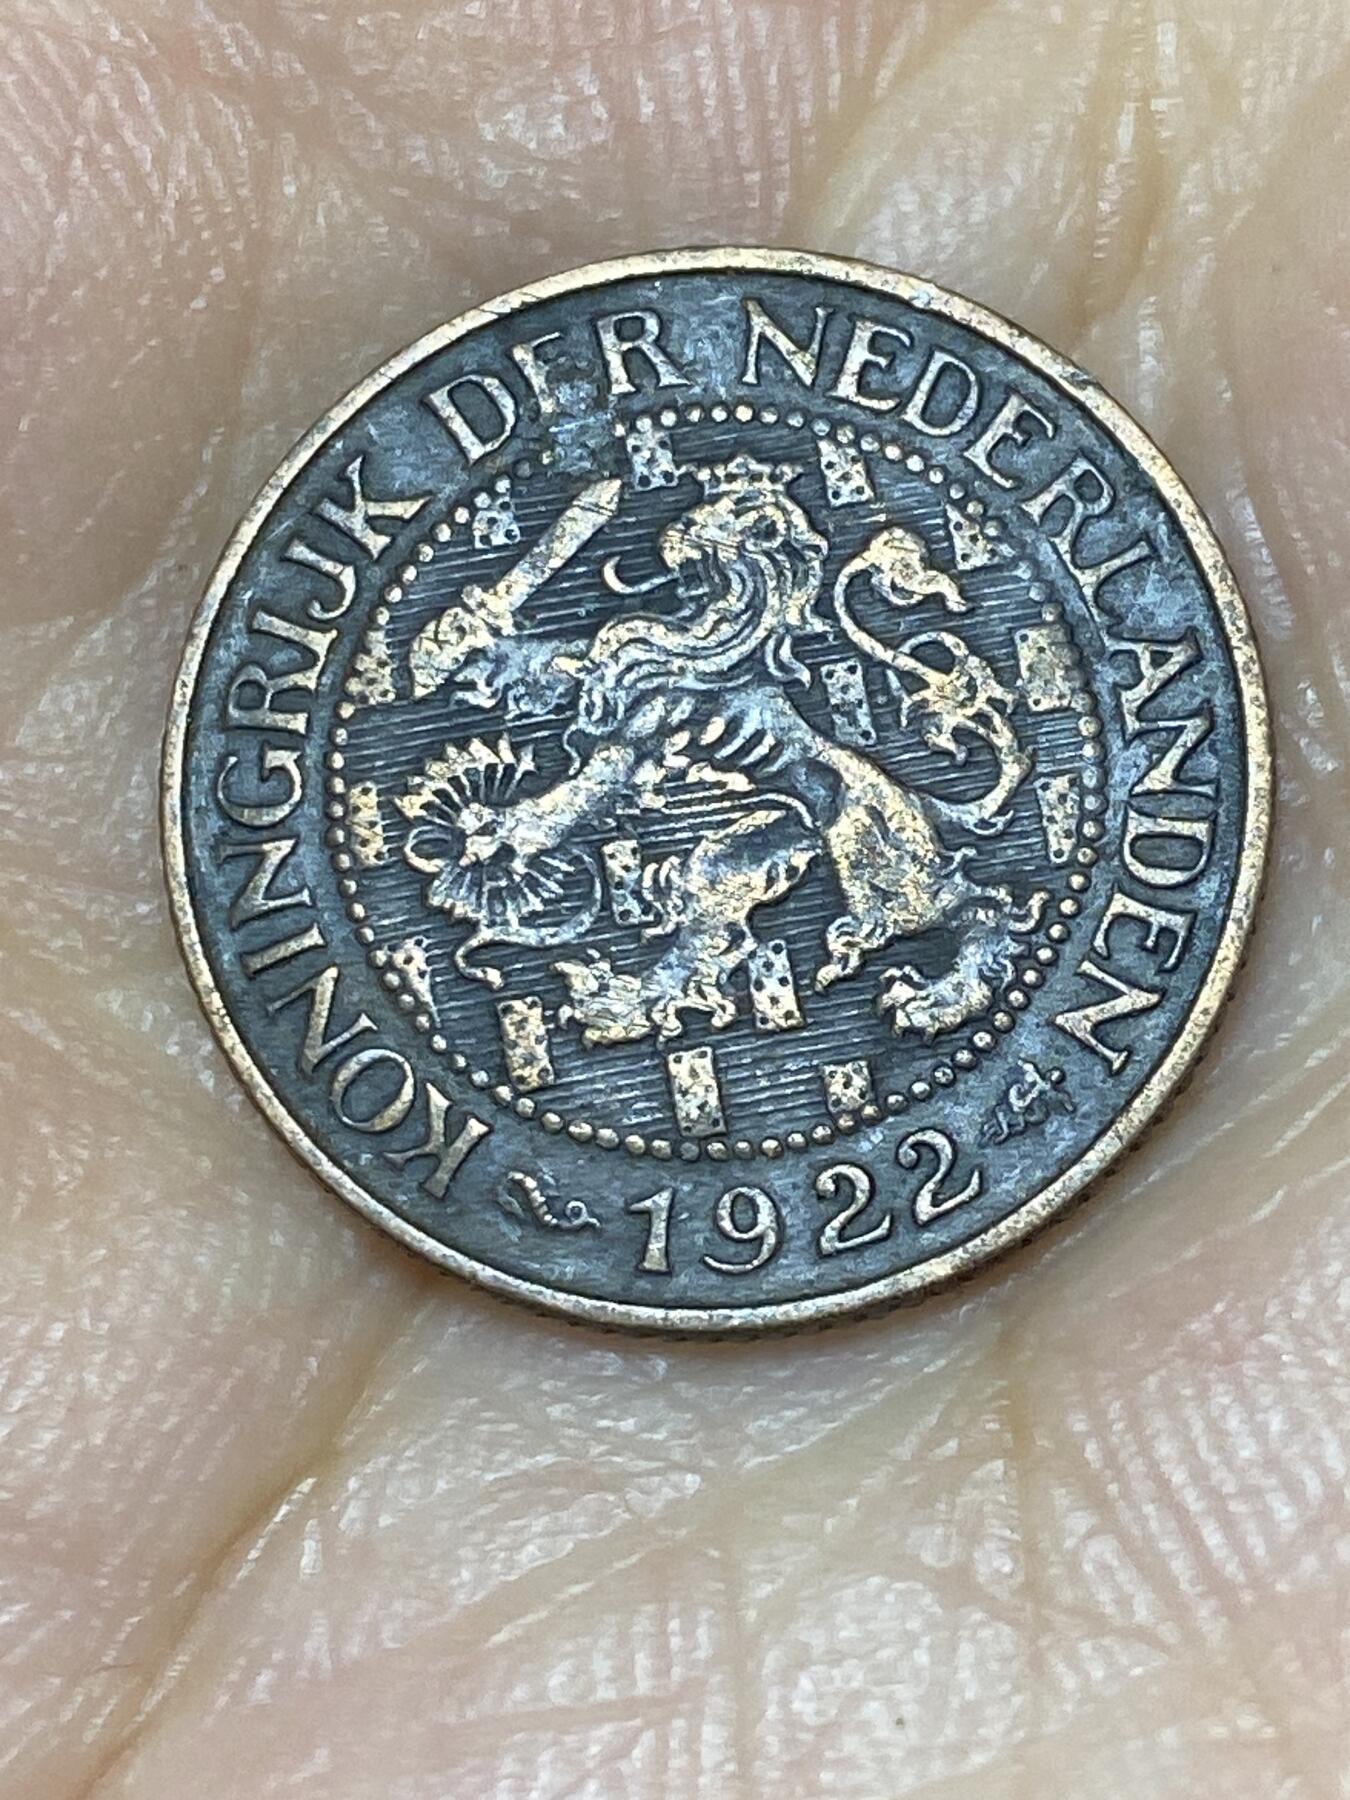 KONINGRIJK DER NEDERLANDEN
1922